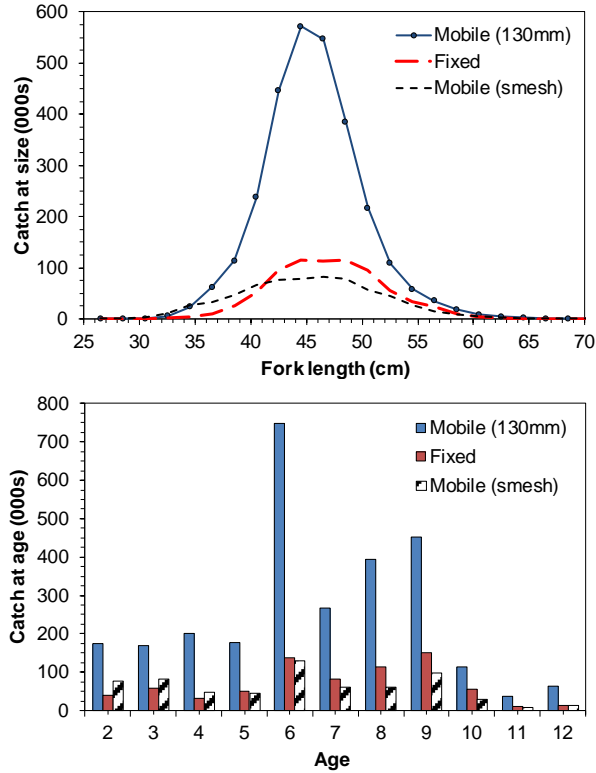 600
500
400
300
200
100
0
Catch at size (000s)
Mobile (130mm)
Fixed
Mobile (smesh)
25 30 35 40 45 50 55 60 65 70
Fork length (cm)
800
700
600
500
400
300
200
100
0
Catch at age (000s)
Mobile (130mm)
Fixed
Mobile (smesh)
2 3 4 5 6 7 8 9 10 11 12
Age